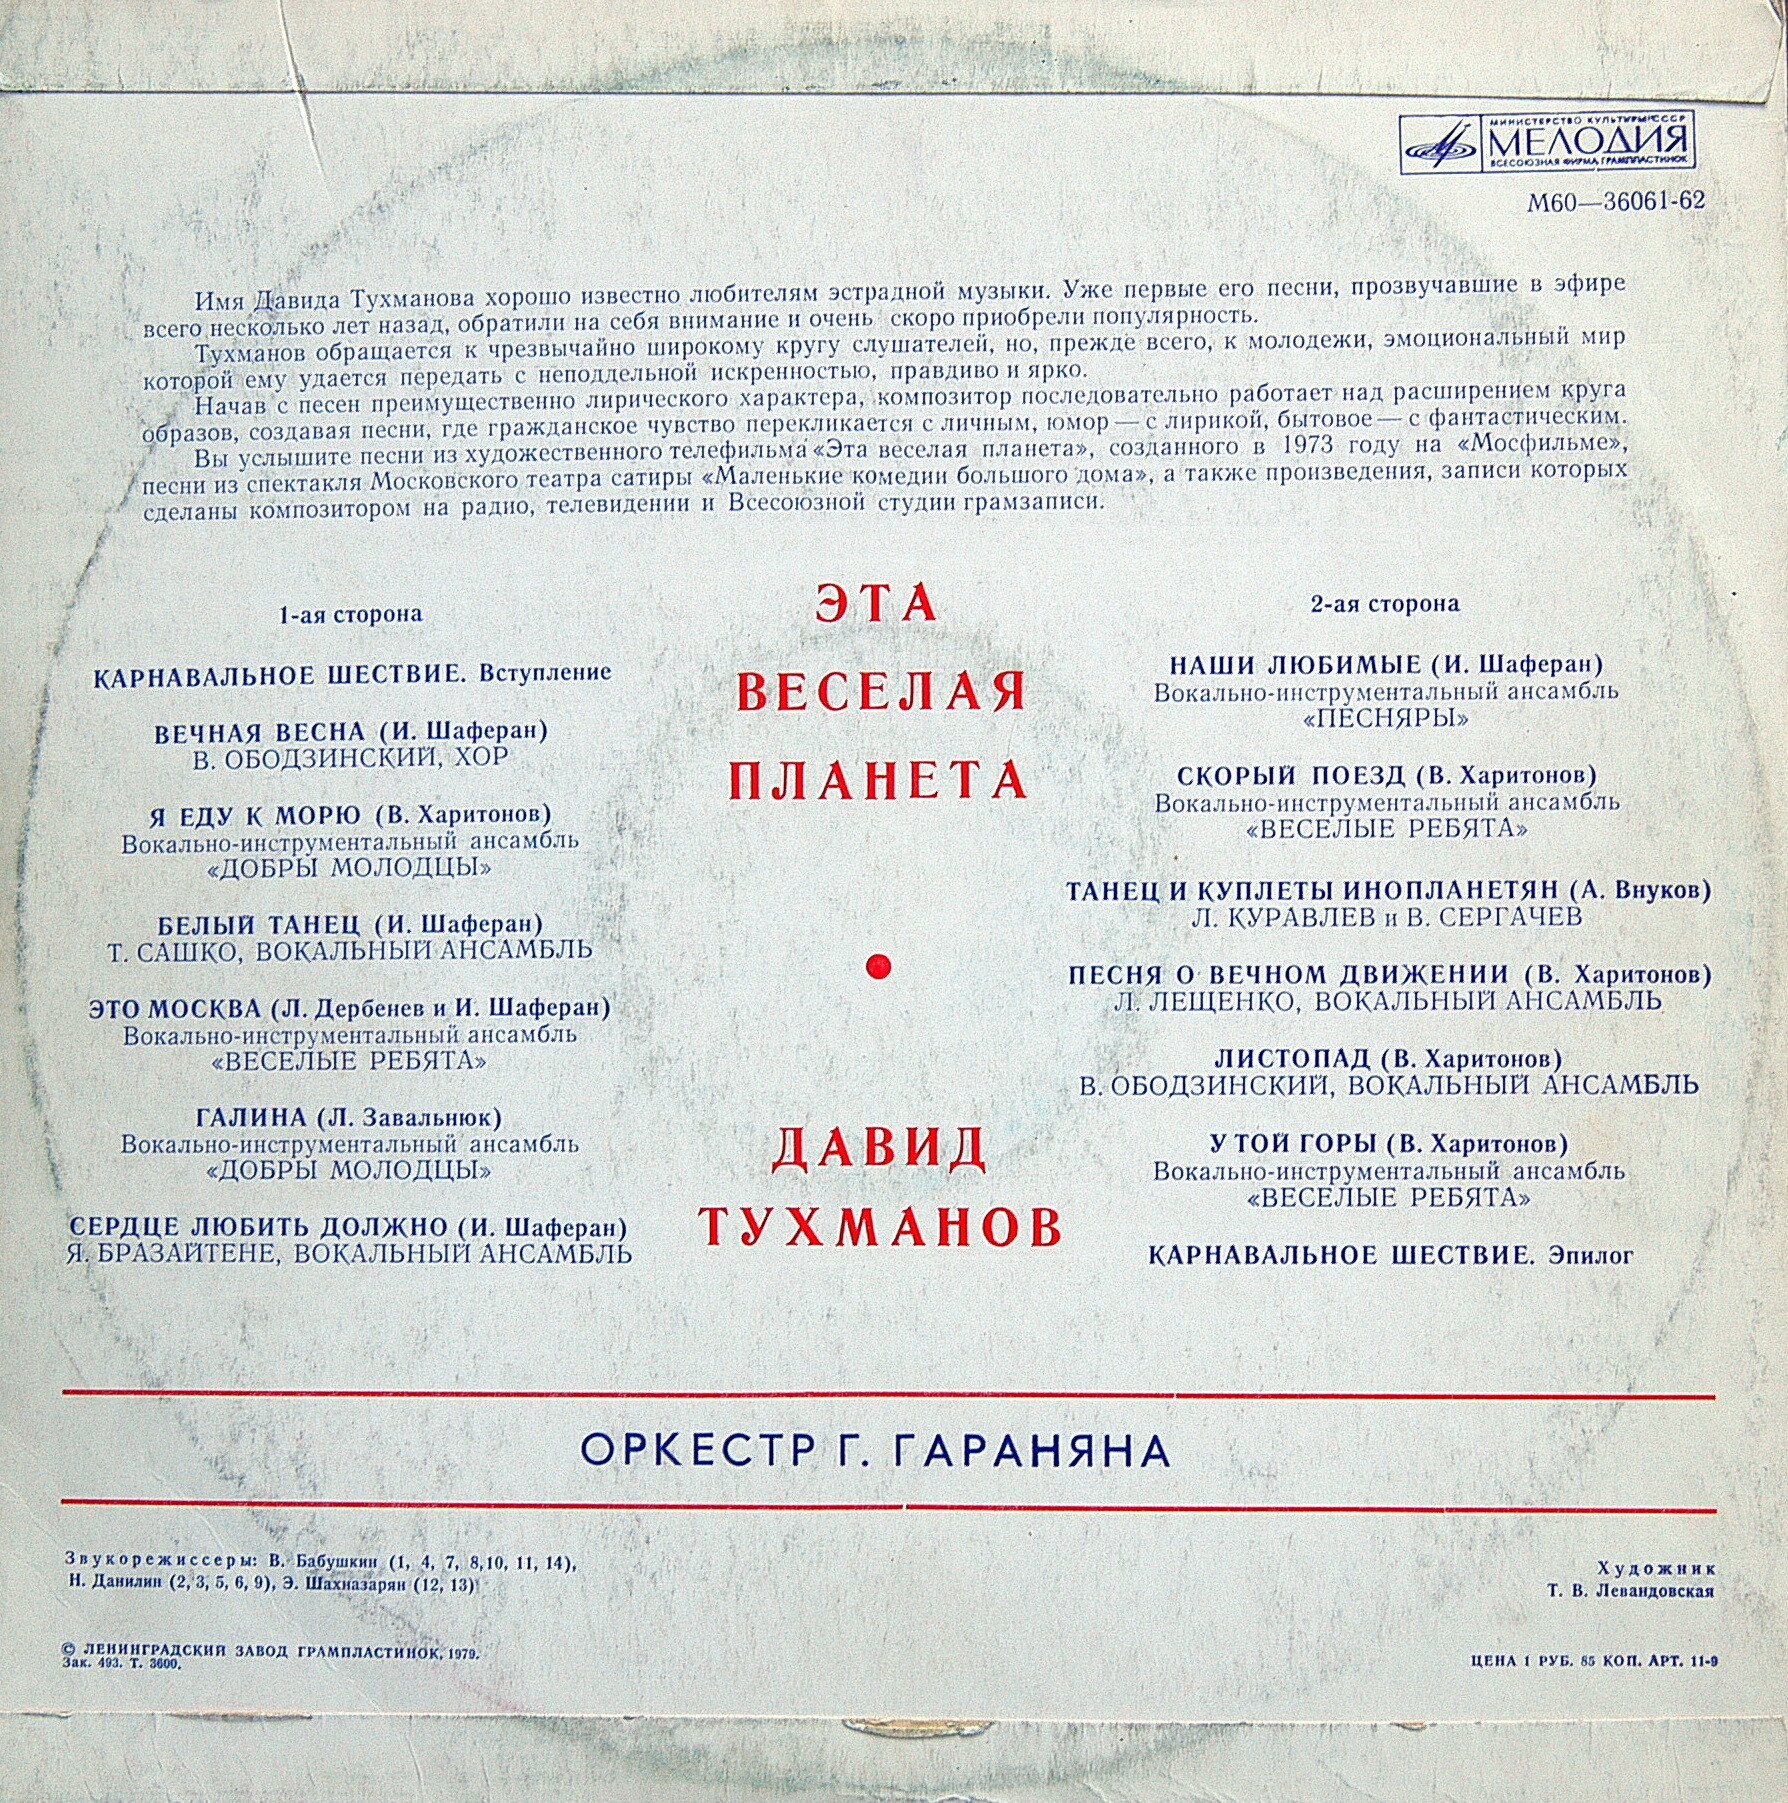 МИНИСТЕРСТВО КУЛЬТУРЫ СССР
МЕЛОДИЯ
ВСЕСОЮЗНАЯ ФИРМА ГРАМПЛАСТИНОК
М60—36061-62
Имя Давида Тухманова хорошо известно любителям эстрадной музыки. Уже первые его песни, прозвучавшие в эфире
всего несколько лет назад, обратили на себя внимание и очень скоро приобрели популярность.
Тухманов обращается к чрезвычайно широкому кругу слушателей, но, прежде всего, к молодежи, эмоциональный мир
которой ему удается передать с неподдельной искренностью, правдиво и ярко.
Начав с песен преимущественно лирического характера, композитор последовательно работает над расширением круга
образов, создавая песни, где гражданское чувство перекликается с личным, юмор — с лирикой, бытовое — с фантастическим.
Вы услышите песни из художественного телефильма «Эта веселая планета», созданного в 1973 году на «Мосфильме»,
песни из спектакля Московского театра сатиры «Маленькие комедии большого дома», а также произведения, записи которых
сделаны композитором на радио, телевидении и Всесоюзной студии грамзаписи.
ЭТА
ВЕСЕЛАЯ
ПЛАНЕТА
ДАВИД
ТУХМАНОВ
1-ая сторона
КАРНАВАЛЬНОЕ ШЕСТВИЕ. Вступление
ВЕЧНАЯ ВЕСНА (И. Шаферан)
В. ОБОДЗИНСКИЙ, ХОР
Я ЕДУ К МОРЮ (В. Харитонов)
Вокально-инструментальный ансамбль
«ДОБРЫ МОЛОДЦЫ»
БЕЛЫЙ ТАНЕЦ (И. Шаферан)
Т. САШКО, ВОКАЛЬНЫЙ АНСАМБЛЬ
ЭТО МОСКВА (Л. Дербенев и И. Шаферан)
Вокально-инструментальный ансамбль
«ВЕСЕЛЫЕ РЕБЯТА»
ГАЛИНА (Л. Завальнюк)
Вокально-инструментальный ансамбль
«ДОБРЫ МОЛОДЦЫ»
СЕРДЦЕ ЛЮБИТЬ ДОЛЖНО (И. Шаферан)
Я. БРАЗАЙТЕНЕ, ВОКАЛЬНЫЙ АНСАМБЛЬ
2-ая сторона
НАШИ ЛЮБИМЫЕ (И. Шаферан)
Вокально-инструментальный ансамбль
«ПЕСНЯРЫ»
СКОРЫЙ ПОЕЗД (В. Харитонов)
Вокально-инструментальный ансамбль
«ВЕСЕЛЫЕ РЕБЯТА»
ТАНЕЦ И КУПЛЕТЫ ИНОПЛАНЕТЯН (А. Внуков)
Л. КУРАВЛЕВ и В. СЕРГАЧЕВ
ПЕСНЯ О ВЕЧНОМ ДВИЖЕНИИ (В. Харитонов)
Л. ЛЕЩЕНКО, ВОКАЛЬНЫЙ АНСАМБЛЬ
ЛИСТОПАД (В. Харитонов)
В. ОБОДЗИНСКИЙ, ВОКАЛЬНЫЙ АНСАМБЛЬ
У ТОЙ ГОРЫ (В. Харитонов)
Вокально-инструментальный ансамбль
«ВЕСЕЛЫЕ РЕБЯТА»
КАРНАВАЛЬНОЕ ШЕСТВИЕ. Эпилог
ОРКЕСТР Г. ГАРАНЯНА
Звукорежиссеры: В. Бабушкин (1, 4, 7, 8,10, 11, 14),
Н. Данилин (2, 3, 5, 6, 9), Э. Шахназарян (12, 13)
Художник
Т. В. Левандовская
© ЛЕНИНГРАДСКИЙ ЗАВОД ГРАМПЛАСТИНОК, 1979.
Зак. 493. Т. 3600.
ЦЕНА 1 РУБ. 85 КОП. АРТ. 11-9